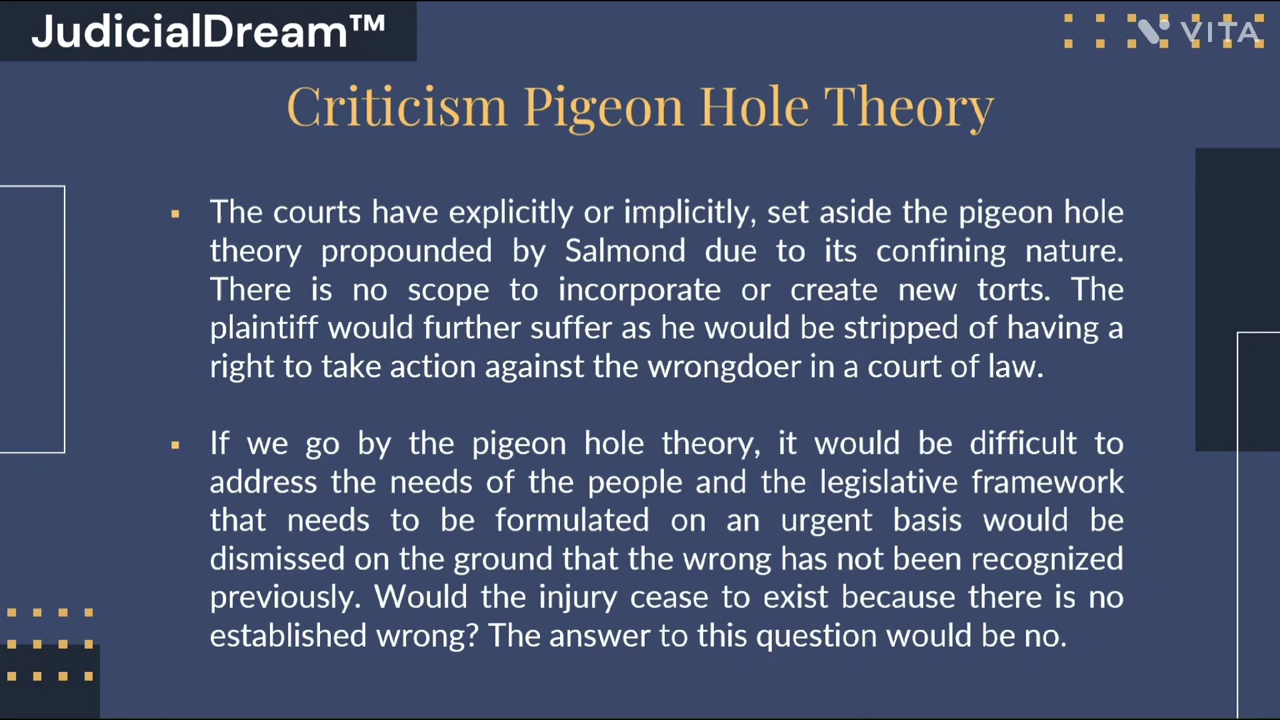 JudicialDream™
VITA
Criticism Pigeon Hole Theory
The courts have explicitly or implicitly, set aside the pigeon hole
theory propounded by Salmond due to its confining nature.
There is no scope to incorporate or create new torts. The
plaintiff would further suffer as he would be stripped of having a
right to take action against the wrongdoer in a court of law.
If we go by the pigeon hole theory, it would be difficult to
address the needs of the people and the legislative framework
that needs to be formulated on an urgent basis would be
dismissed on the ground that the wrong has not been recognized
previously. Would the injury cease to exist because there is no
established wrong? The answer to this question would be no.